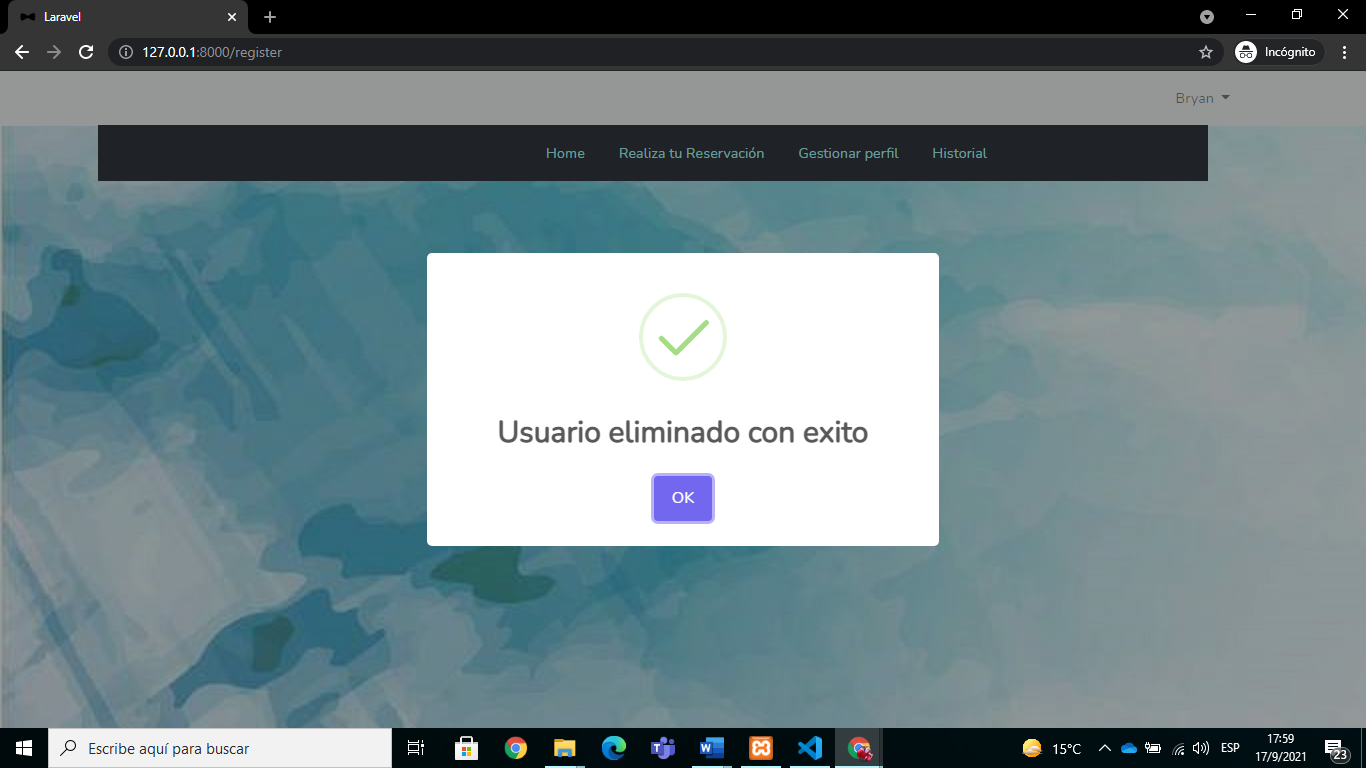 Laravel
127.0.0.1:8000/register
Incógnito
Bryan
Home Realiza tu Reservación Gestionar perfil Historial
Usuario eliminado con exito
OK
Escribe aquí para buscar
15°C
ESP
17:59
17/9/2021
23